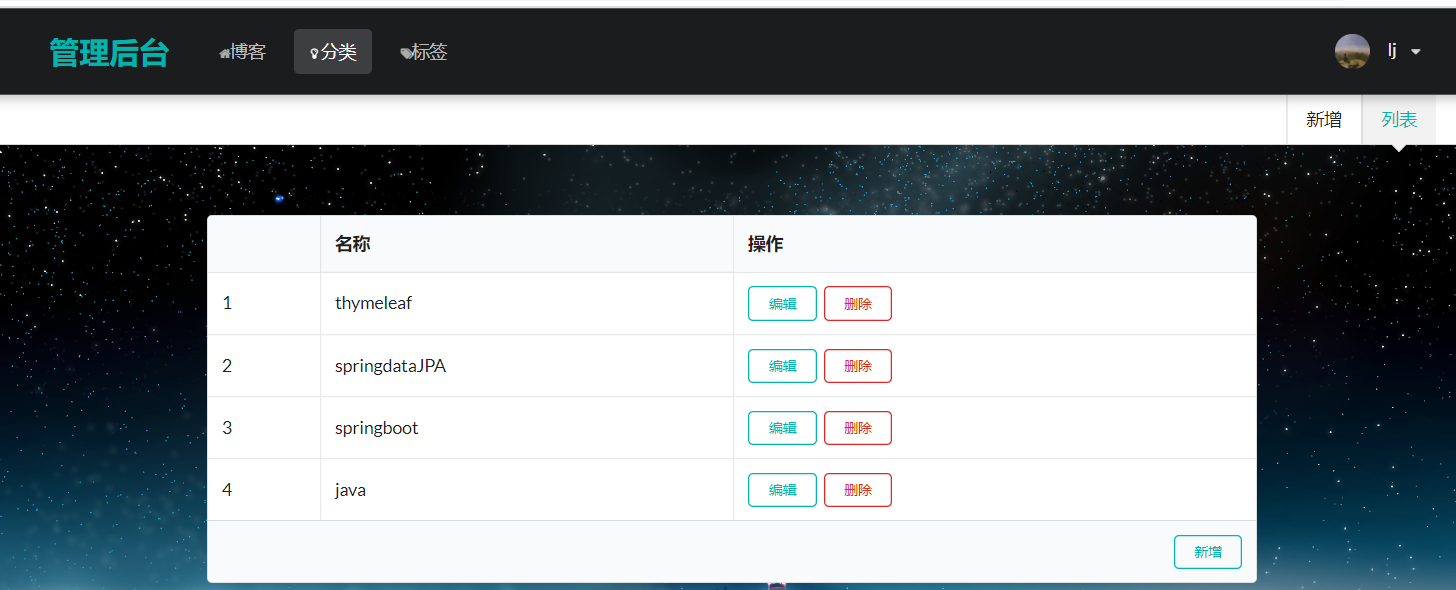 管理后台 博客 分类 标签 lj
新增 列表
名称 操作
1 thymeleaf 编辑 删除
2 springdataJPA 编辑 删除
3 springboot 编辑 删除
4 java 编辑 删除
新增